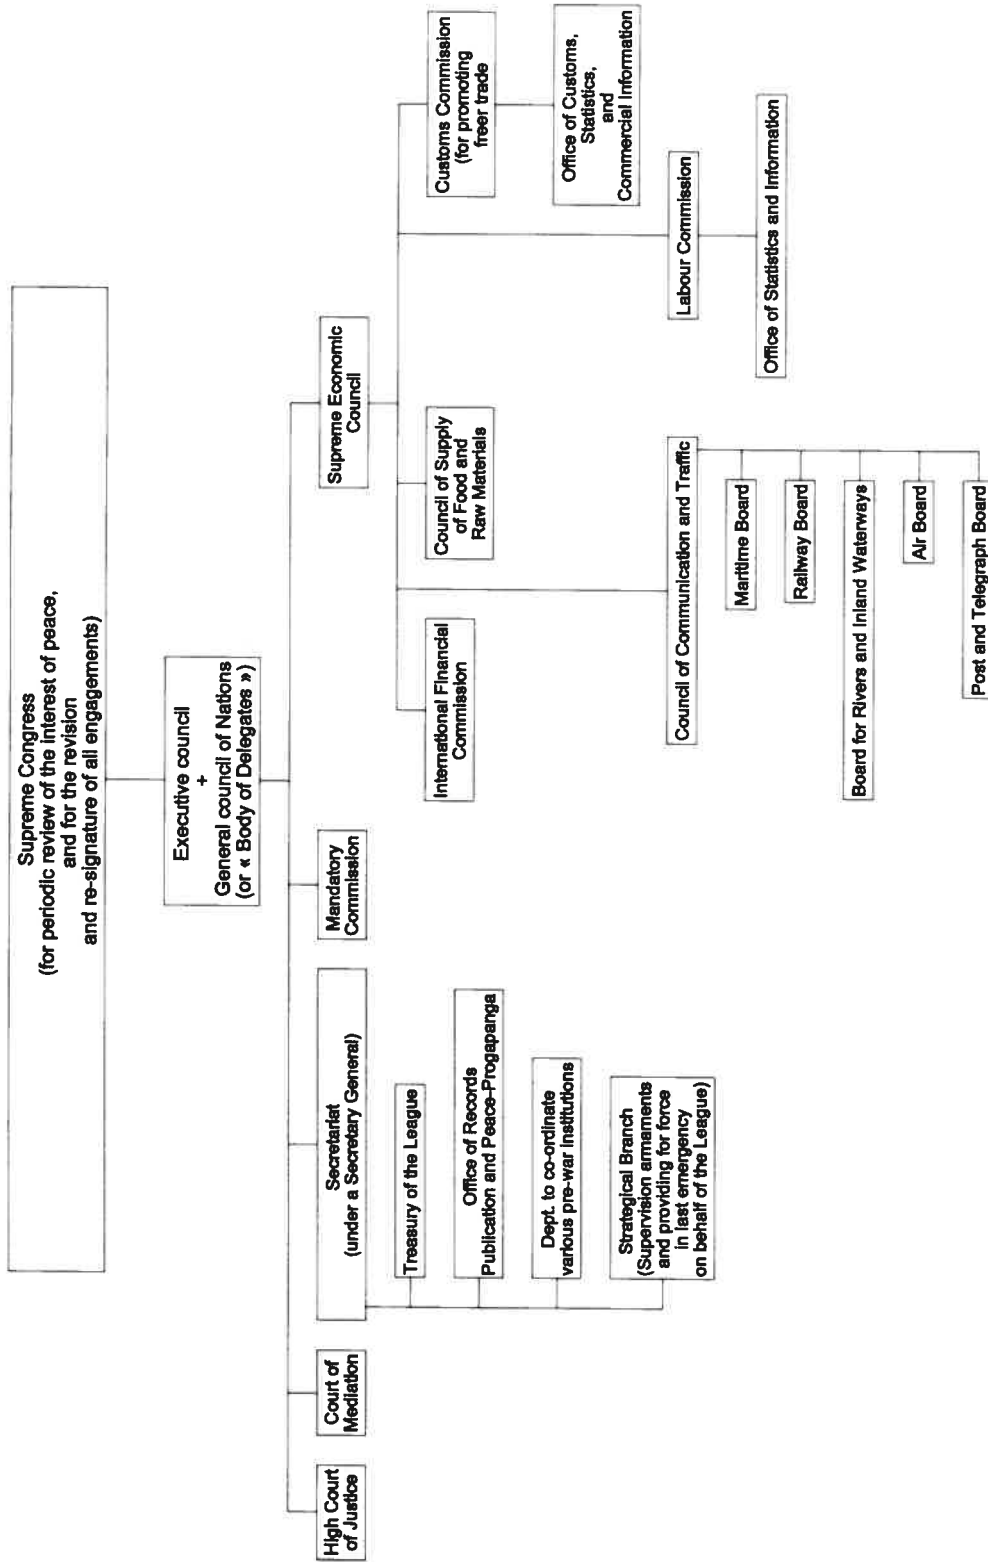 Supreme Congress
(for periodic review of the interest of peace,
and for the revision
and re-signature of all engagements)
Executive council
+
General council of Nations
(or « Body of Delegates »)
High Court
of Justice
Court of
Mediation
Secretariat
(under a Secretary General)
Mandatory
Commission
Supreme Economic
Council
Treasury of the League
Office of Records
Publication and Peace-Progapanga
Dept. to co-ordinate
various pre-war institutions
Strategical Branch
(Supervision armaments
and providing for force
in last emergency
on behalf of the League)
International Financial
Commission
Council of Supply
of Food and
Raw Materials
Customs Commission
(for promoting
freer trade
Office of Customs,
Statistics,
and
Commercial Information
Council of Communication and Traffic
Maritime Board
Railway Board
Board for Rivers and Inland Waterways
Air Board
Post and Telegraph Board
Labour Commission
Office of Statistics and Information